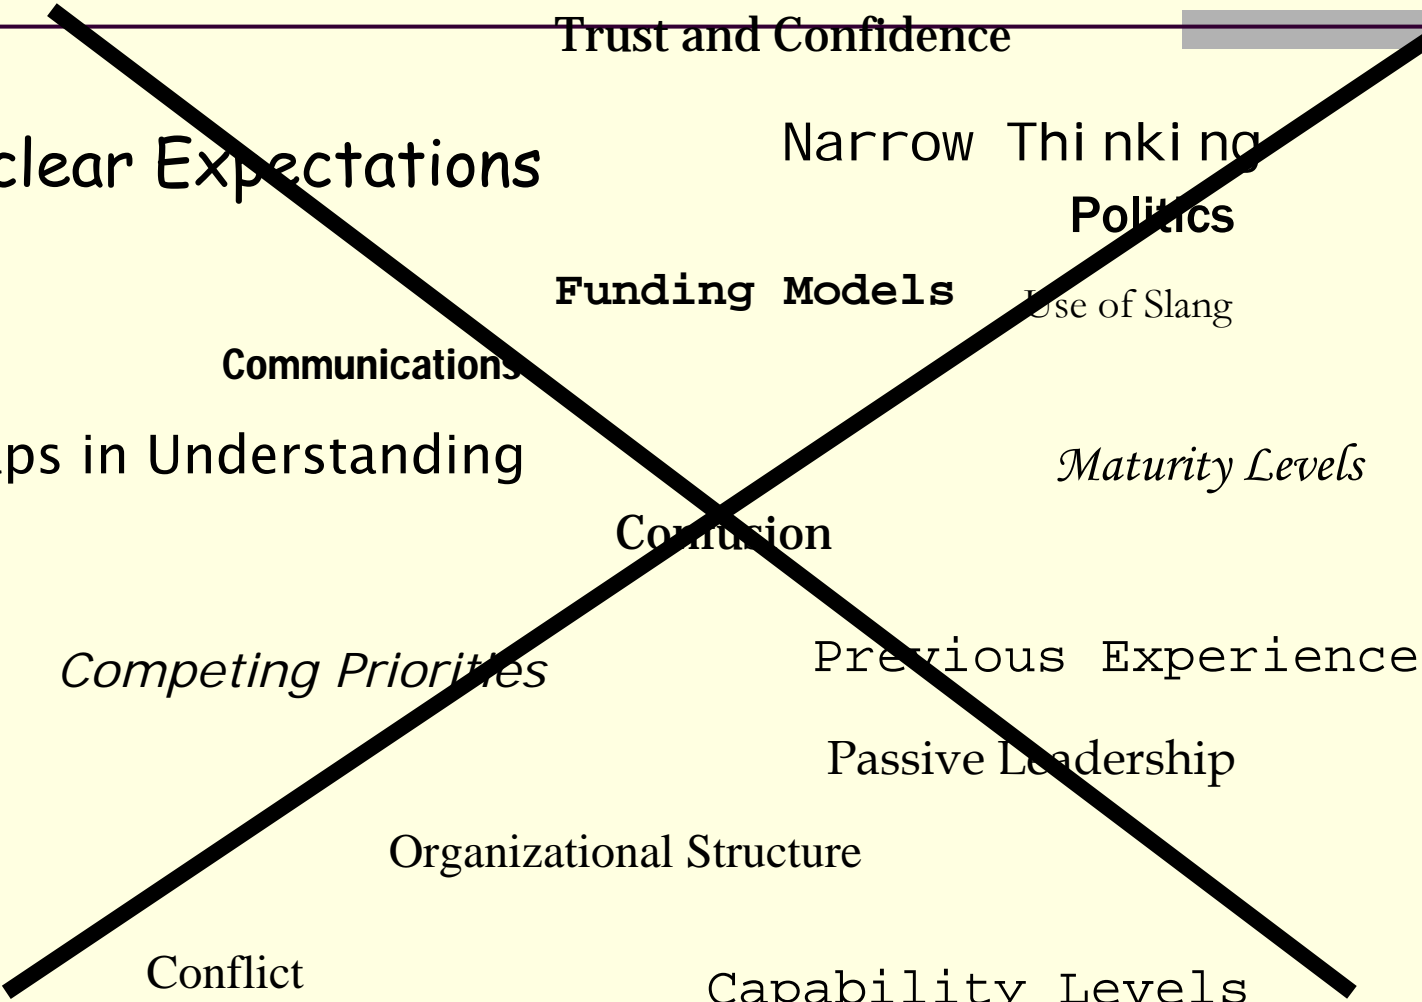 Trust and Confidence
Narrow Thinking
clear Expectations
Politics
Funding Models
Use of Slang
Communications
ps in Understanding
Maturity Levels
Confusion
Previous Experience
Competing Priorities
Passive Leadership
Organizational Structure
Conflict
Capability Levels